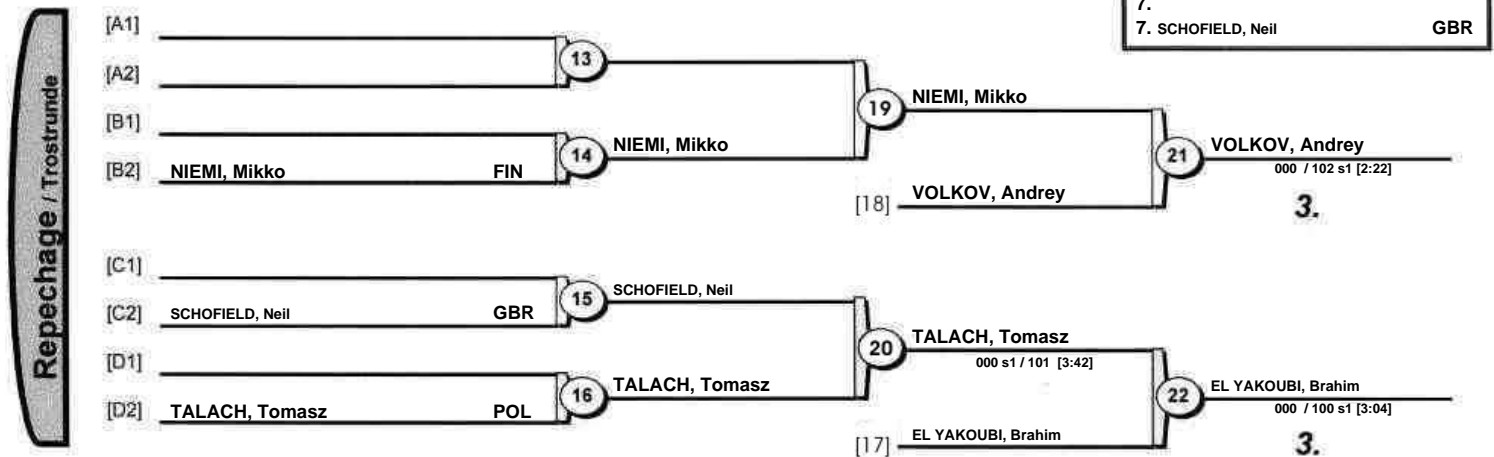 7.
7. SCHOFIELD, Neil GBR
Repechage / Trostrunde
[A1]
13
[A2]
19 NIEMI, Mikko
[B1]
14 NIEMI, Mikko
21 VOLKOV, Andrey
000 / 102 s1 [2:22]
[B2] NIEMI, Mikko FIN
[18] VOLKOV, Andrey
3.
[C1]
15 SCHOFIELD, Neil
[C2] SCHOFIELD, Neil GBR
20 TALACH, Tomasz
000 s1 / 101 [3:42]
[D1]
16 TALACH, Tomasz
22 EL YAKOUBI, Brahim
000 / 100 s1 [3:04]
[D2] TALACH, Tomasz POL
[17] EL YAKOUBI, Brahim
3.